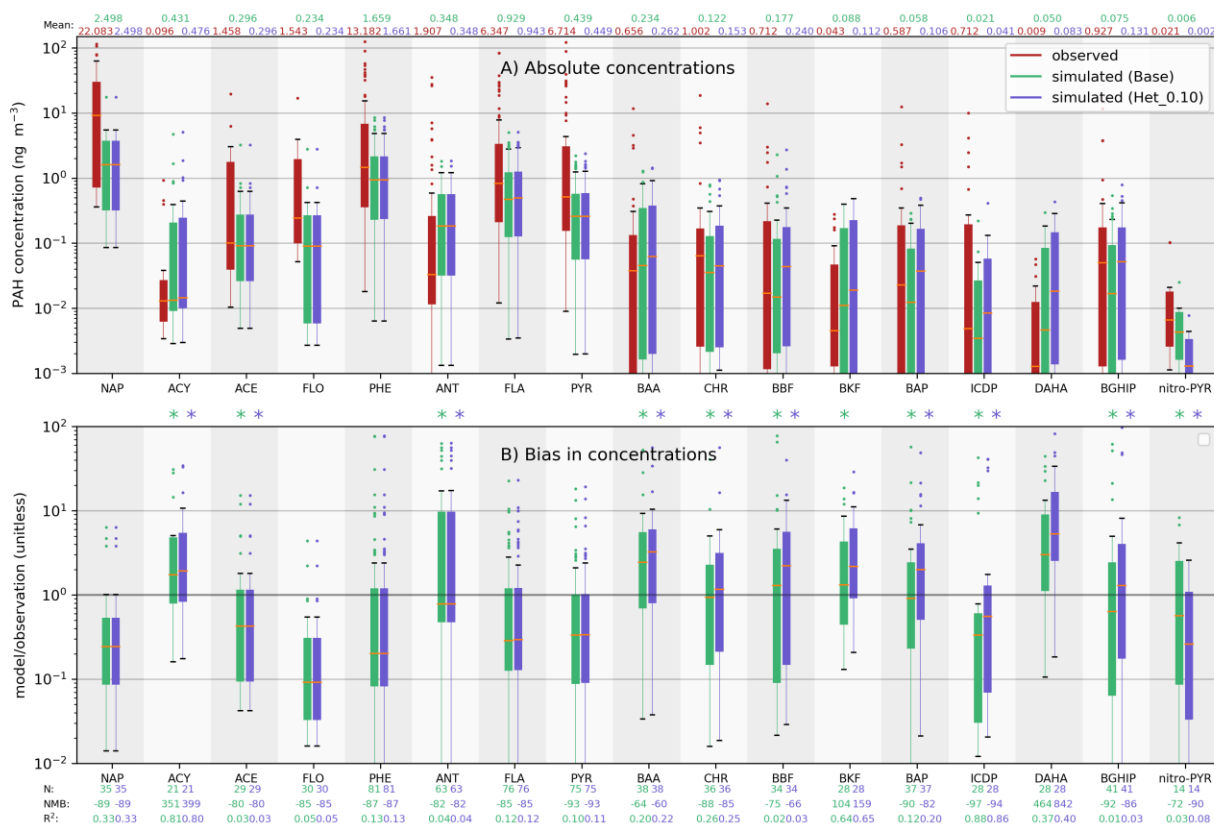 2.498 0.431 0.296 0.234 1.659 0.348 0.929 0.439 0.234 0.122 0.177 0.088 0.058 0.021 0.050 0.075 0.006
Mean:
22.083 2.498 0.096 0.476 1.458 0.296 1.543 0.234 13.182 1.661 1.907 0.348 6.347 0.943 6.714 0.449 0.656 0.262 1.002 0.153 0.712 0.240 0.043 0.112 0.587 0.106 0.712 0.041 0.009 0.083 0.927 0.131 0.021 0.002
A) Absolute concentrations
observed
simulated (Base)
simulated (Het_0.10)
PAH concentration (ng m⁻³)
10²
10¹
10⁰
10⁻¹
10⁻²
10⁻³
NAP ACY ACE FLO PHE ANT FLA PYR BAA CHR BBF BKF BAP ICDP DAHA BGHIP nitro-PYR
* * * * * * * * * * * * * * * * * * * * *
B) Bias in concentrations
model/observation (unitless)
10²
10¹
10⁰
10⁻¹
10⁻²
NAP ACY ACE FLO PHE ANT FLA PYR BAA CHR BBF BKF BAP ICDP DAHA BGHIP nitro-PYR
N: 35 35 21 21 29 29 30 30 81 81 63 63 76 76 75 75 38 38 36 36 34 34 28 28 37 37 28 28 28 28 41 41 14 14
NMB: -89 -89 351 399 -80 -80 -85 -85 -87 -87 -82 -82 -85 -85 -93 -93 -64 -60 -88 -85 -75 -66 104 159 -90 -82 -97 -94 464 842 -92 -86 -72 -90
R²: 0.33 0.33 0.81 0.80 0.03 0.03 0.05 0.05 0.13 0.13 0.04 0.04 0.12 0.12 0.10 0.11 0.20 0.22 0.26 0.25 0.02 0.03 0.64 0.65 0.12 0.20 0.88 0.86 0.37 0.40 0.01 0.03 0.03 0.08